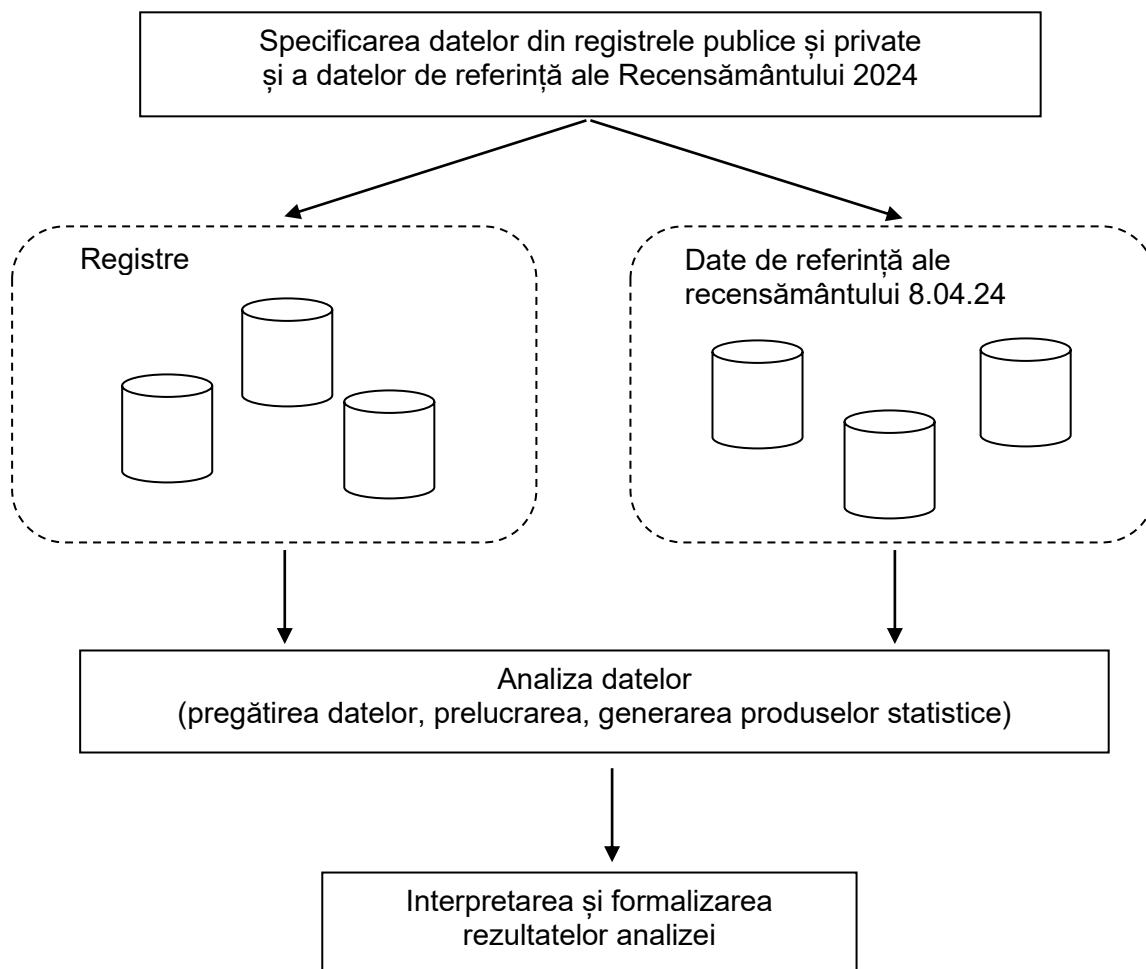 Specificarea datelor din registrele publice și private
și a datelor de referință ale Recensământului 2024
Registre
Date de referință ale
recensământului 8.04.24
Analiza datelor
(pregătirea datelor, prelucrarea, generarea produselor statistice)
Interpretarea și formalizarea
rezultatelor analizei